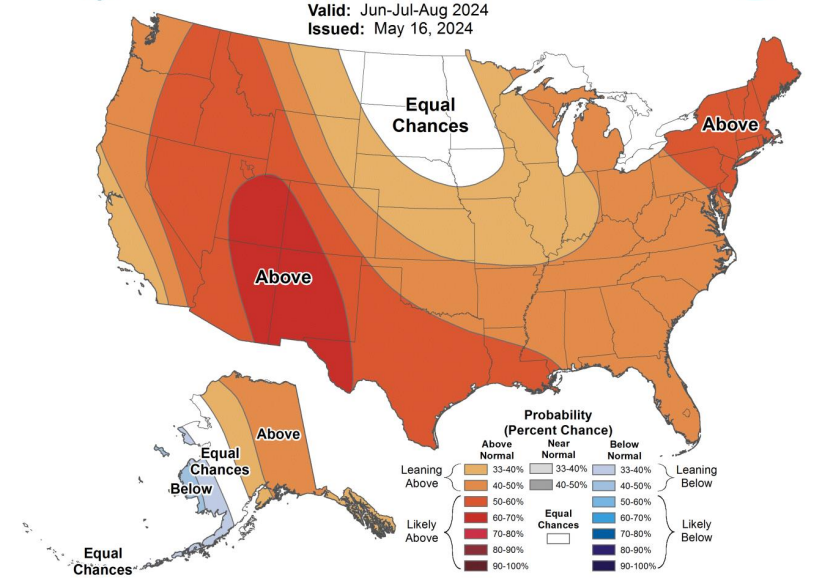 Valid: Jun-Jul-Aug 2024
Issued: May 16, 2024
Equal
Chances
Above
Above
Above
Equal
Chances
Below
Equal
Chances
Probability
(Percent Chance)
Above
Normal
Near
Normal
Below
Normal
Leaning
Above
33-40%
33-40%
33-40%
Leaning
Below
40-50%
40-50%
40-50%
Likely
Above
50-60%
50-60%
Likely
Below
60-70%
Equal
Chances
60-70%
70-80%
70-80%
80-90%
80-90%
90-100%
90-100%